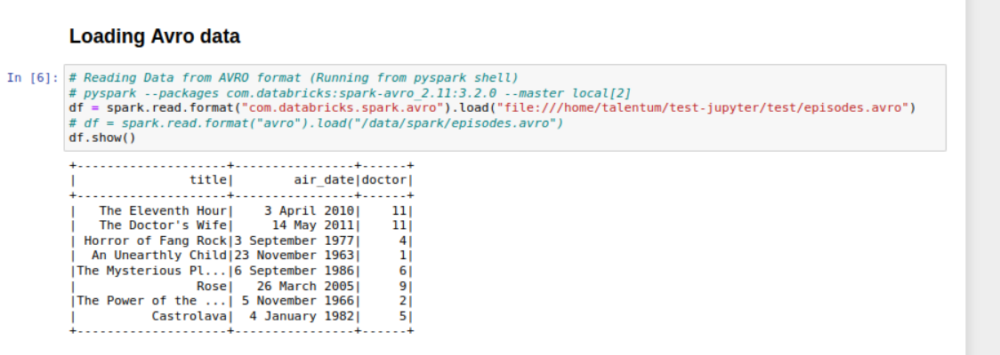 Loading Avro data
In [6]: # Reading Data from AVRO format (Running from pyspark shell)
# pyspark --packages com.databricks:spark-avro_2.11:3.2.0 --master local[2]
df = spark.read.format("com.databricks.spark.avro").load("file:///home/talentum/test-jupyter/test/episodes.avro")
# df = spark.read.format("avro").load("/data/spark/episodes.avro")
df.show()
+--------------------+----------------+------+
|               title|        air_date|doctor|
+--------------------+----------------+------+
|   The Eleventh Hour|    3 April 2010|    11|
|   The Doctor's Wife|     14 May 2011|    11|
| Horror of Fang Rock|3 September 1977|     4|
|  An Unearthly Child|23 November 1963|     1|
|The Mysterious Pl...|6 September 1986|     6|
|                Rose|   26 March 2005|     9|
|The Power of the ...| 5 November 1966|     2|
|          Castrolava|  4 January 1982|     5|
+--------------------+----------------+------+